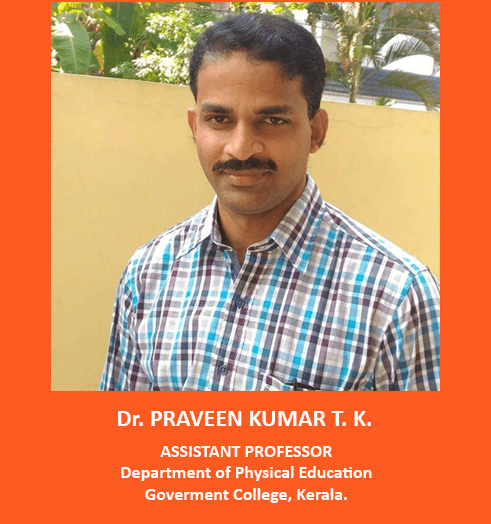 Dr. PRAVEEN KUMAR T. K.
ASSISTANT PROFESSOR
Department of Physical Education
Goverment College, Kerala.